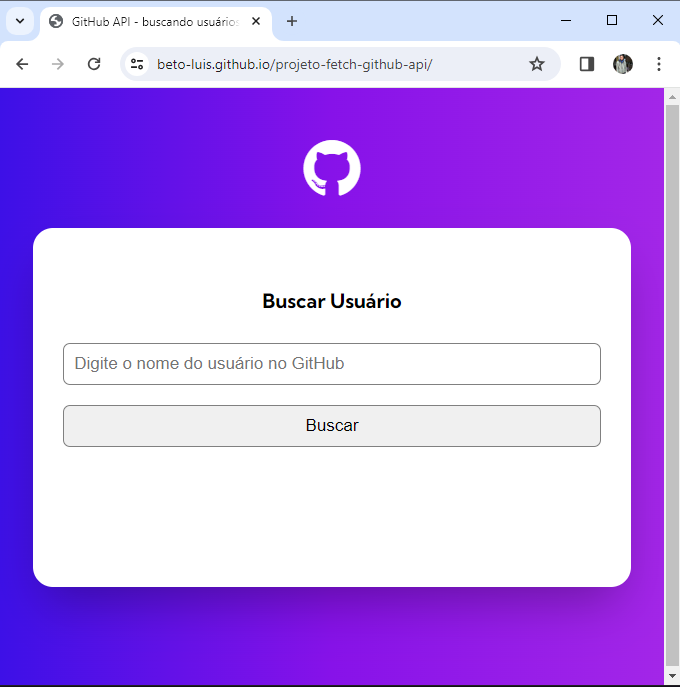 GitHub API - buscando usuários
beto-luis.github.io/projeto-fetch-github-api/
Buscar Usuário
Digite o nome do usuário no GitHub
Buscar